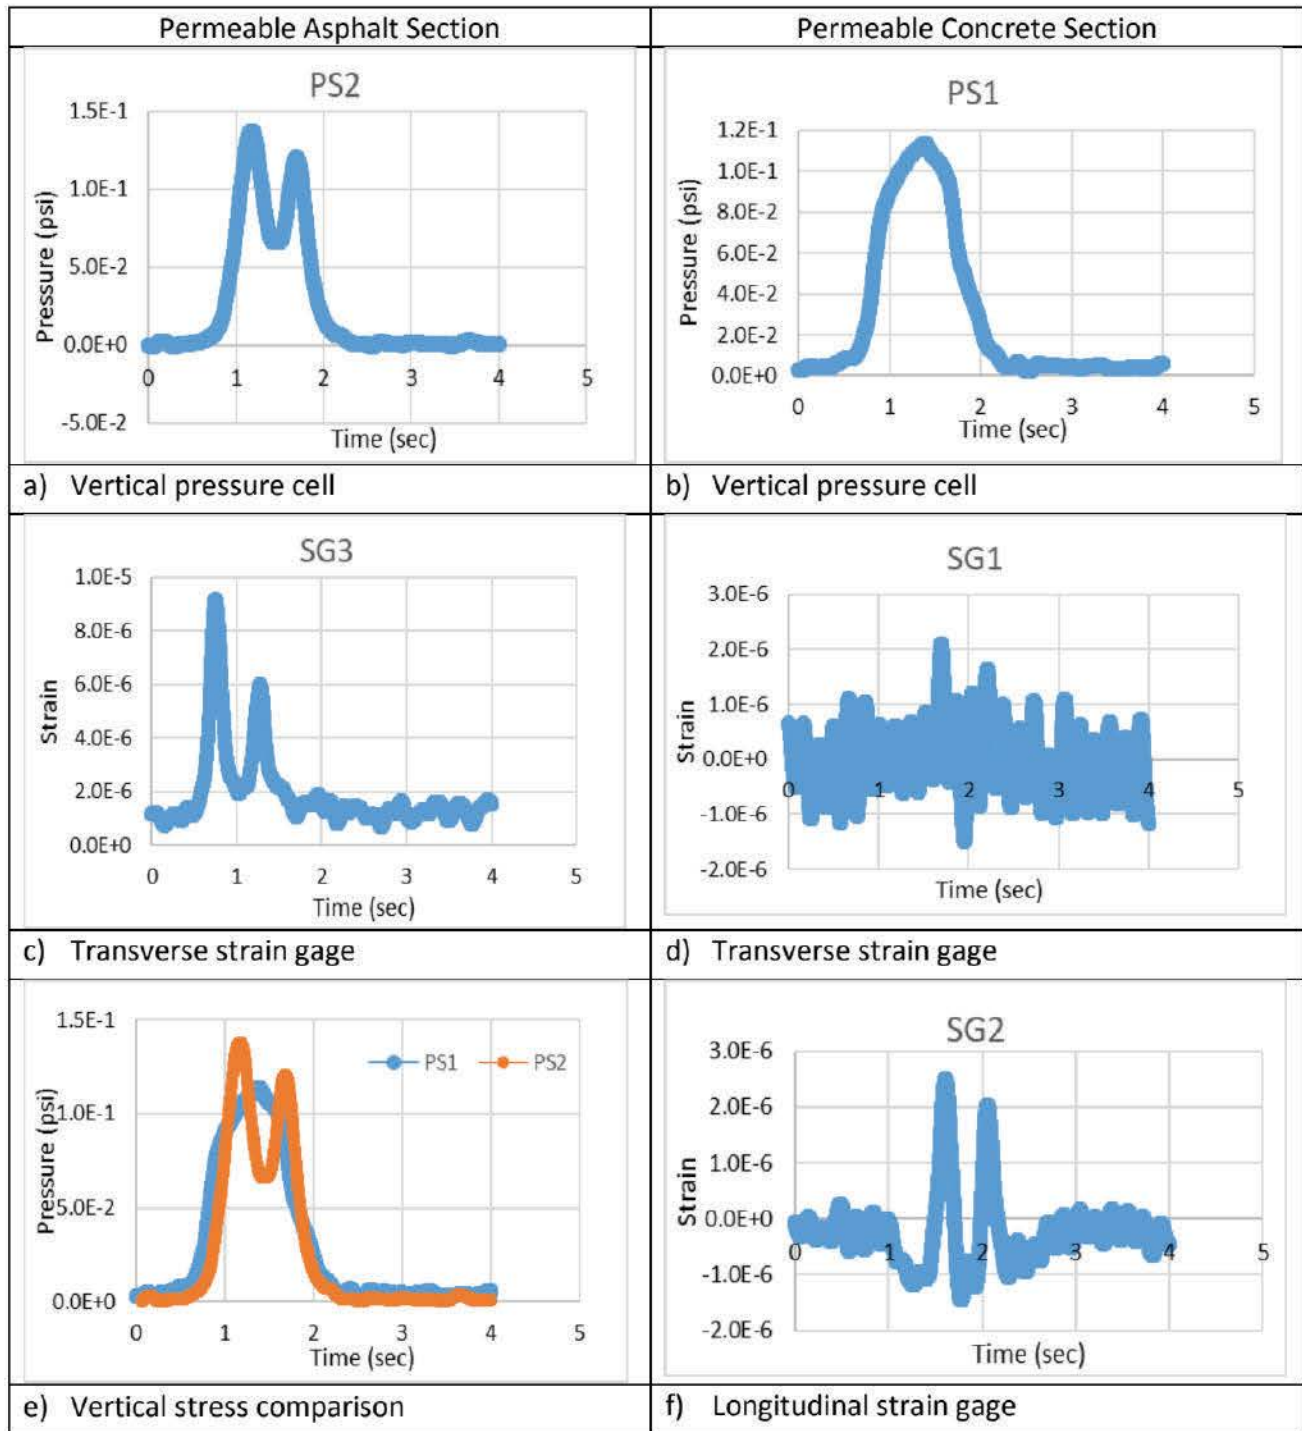 Permeable Asphalt Section
Permeable Concrete Section
PS2
1.5E-1
1.0E-1
5.0E-2
0.0E+0
-5.0E-2
0 1 2 3 4 5
Pressure (psi)
Time (sec)
PS1
1.2E-1
1.0E-1
8.0E-2
6.0E-2
4.0E-2
2.0E-2
0.0E+0
0 1 2 3 4 5
Pressure (psi)
Time (sec)
a) Vertical pressure cell
b) Vertical pressure cell
SG3
1.0E-5
8.0E-6
6.0E-6
4.0E-6
2.0E-6
0.0E+0
0 1 2 3 4 5
Strain
Time (sec)
SG1
3.0E-6
2.0E-6
1.0E-6
0.0E+0
-1.0E-6
-2.0E-6
0 1 2 3 4 5
Strain
Time (sec)
c) Transverse strain gage
d) Transverse strain gage
1.5E-1
1.0E-1
5.0E-2
0.0E+0
0 1 2 3 4 5
Pressure (psi)
Time (sec)
PS1 PS2
SG2
3.0E-6
2.0E-6
1.0E-6
0.0E+0
-1.0E-6
-2.0E-6
0 1 2 3 4 5
Strain
Time (sec)
e) Vertical stress comparison
f) Longitudinal strain gage